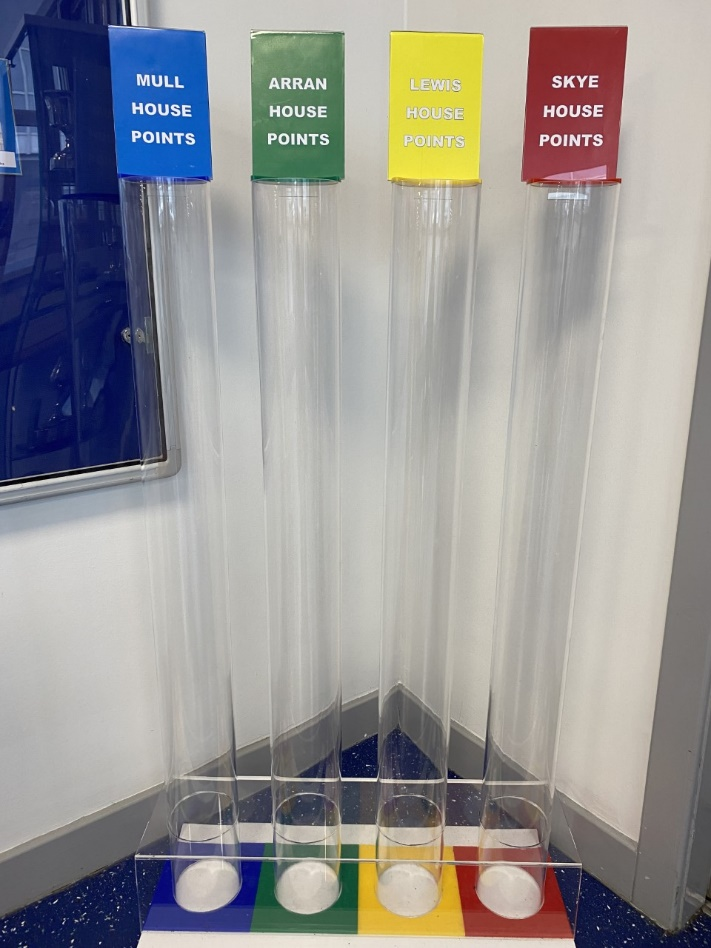 MULL
HOUSE
POINTS
ARRAN
HOUSE
POINTS
LEWIS
HOUSE
POINTS
SKYE
HOUSE
POINTS